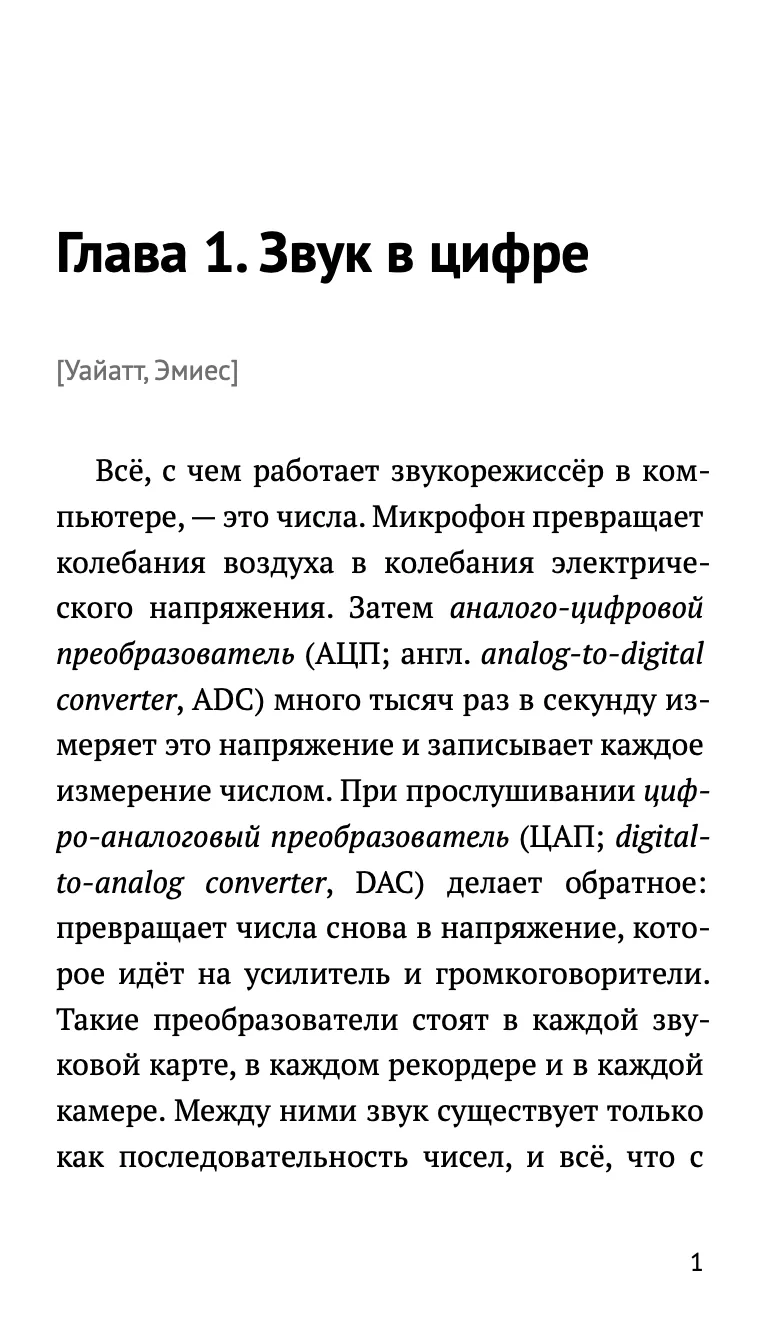 Глава 1. Звук в цифре
[Уайатт, Эмиес]
Всё, с чем работает звукорежиссёр в ком-
пьютере, — это числа. Микрофон превращает
колебания воздуха в колебания электриче-
ского напряжения. Затем аналого-цифровой
преобразователь (АЦП; англ. analog-to-digital
converter, ADC) много тысяч раз в секунду из-
меряет это напряжение и записывает каждое
измерение числом. При прослушивании циф-
ро-аналоговый преобразователь (ЦАП; digital-
to-analog converter, DAC) делает обратное:
превращает числа снова в напряжение, кото-
рое идёт на усилитель и громкоговорители.
Такие преобразователи стоят в каждой зву-
ковой карте, в каждом рекордере и в каждой
камере. Между ними звук существует только
как последовательность чисел, и всё, что с
1